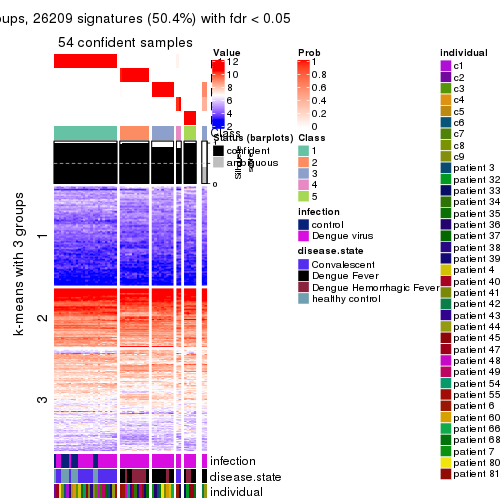 oups, 26209 signatures (50.4%) with fdr < 0.05
54 confident samples
k-means with 3 groups
1
2
3
Value
12
10
8
6
4
2
Class
Status (barplots)
confident
ambiguous
1
0
Silhouette
score
Prob
1
0.8
0.6
0.4
0.2
0
Class
1
2
3
4
5
infection
control
Dengue virus
disease.state
Convalescent
Dengue Fever
Dengue Hemorrhagic Fever
healthy control
individual
c1
c2
c3
c4
c5
c6
c7
c8
c9
patient 3
patient 32
patient 33
patient 34
patient 35
patient 36
patient 37
patient 38
patient 39
patient 4
patient 40
patient 41
patient 42
patient 43
patient 44
patient 45
patient 47
patient 48
patient 49
patient 54
patient 55
patient 6
patient 60
patient 66
patient 68
patient 7
patient 80
patient 81
infection
disease.state
individual